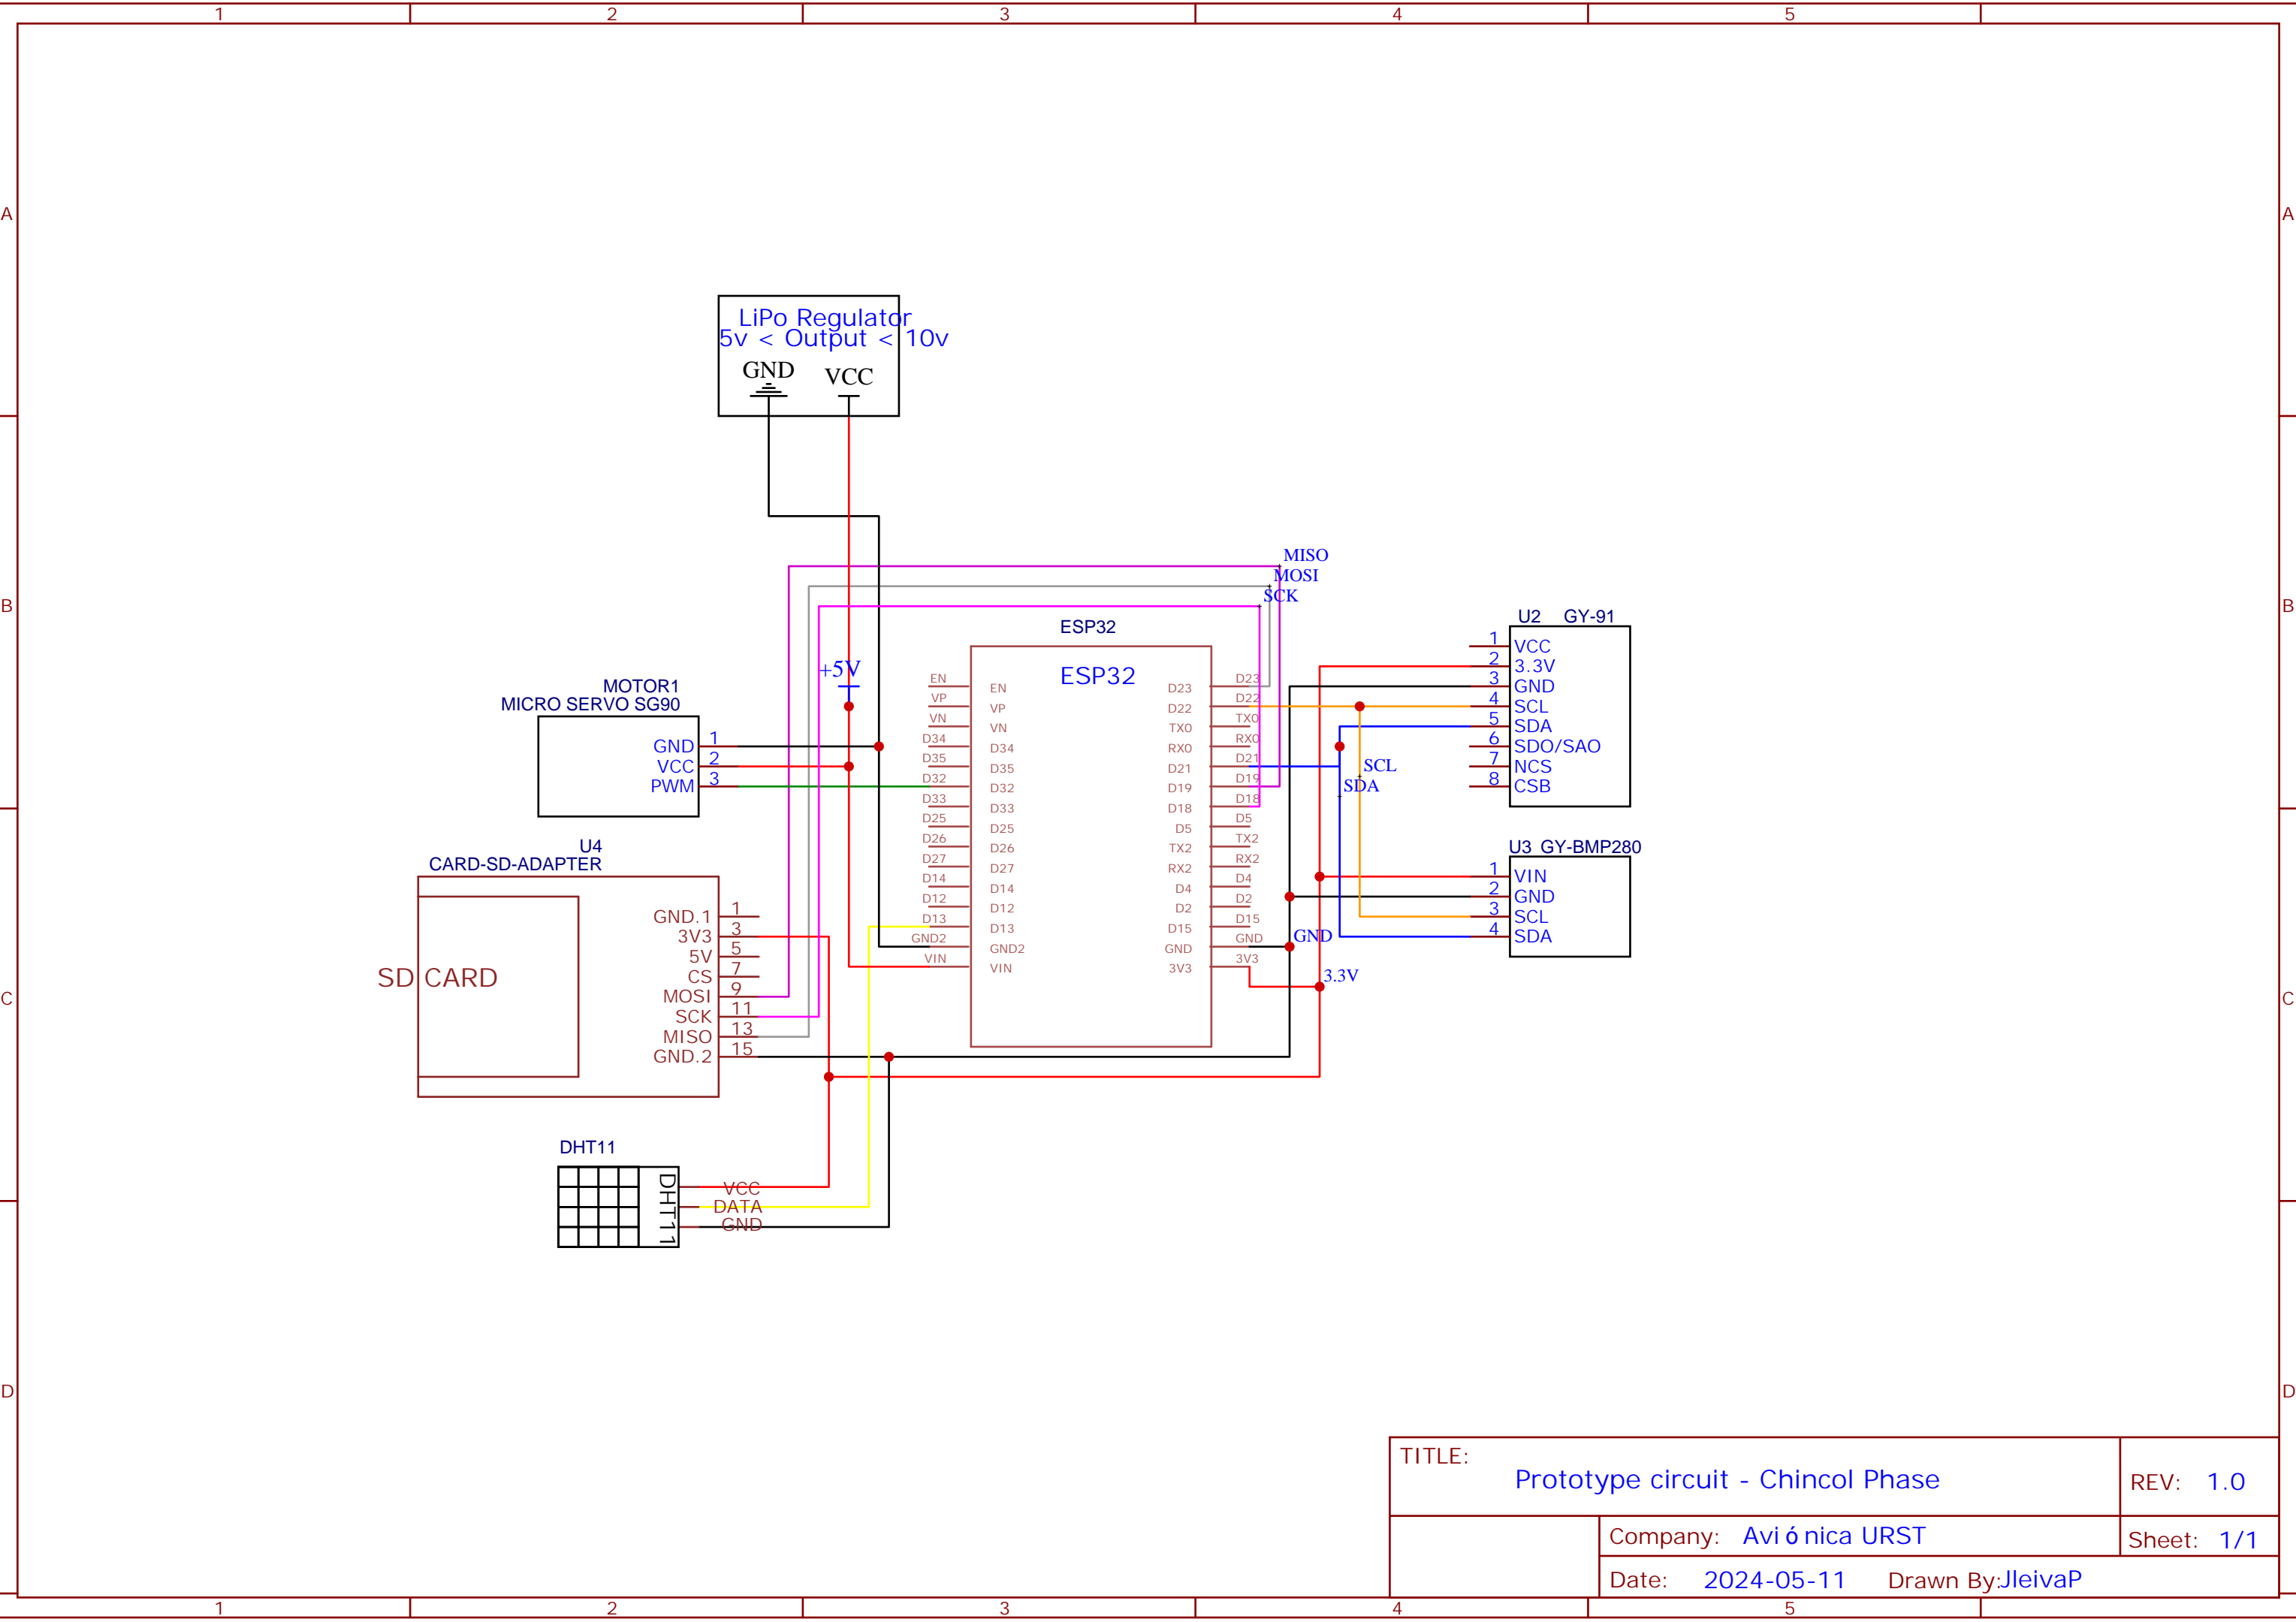 1 2 3 4 5
A A
B B
C C
D D
LiPo Regulator
5v < Output < 10v
GND VCC
MISO
MOSI
SCK
+5V
MOTOR1
MICRO SERVO SG90
GND 1
VCC 2
PWM 3
U4
CARD-SD-ADAPTER
SD CARD
GND.1 1
3V3 3
5V 5
CS 7
MOSI 9
SCK 11
MISO 13
GND.2 15
DHT11
DHT11
VCC
DATA
GND
ESP32
ESP32
EN EN D23 D23
VP VP D22 D22
VN VN TX0 TX0
D34 D34 RX0 RX0
D35 D35 D21 D21
D32 D32 D19 D19
D33 D33 D18 D18
D25 D25 D5 D5
D26 D26 TX2 TX2
D27 D27 RX2 RX2
D14 D14 D4 D4
D12 D12 D2 D2
D13 D13 D15 D15
GND2 GND2 GND GND
VIN VIN 3V3 3V3
SCL
SDA
GND
3.3V
U2 GY-91
1 VCC
2 3.3V
3 GND
4 SCL
5 SDA
6 SDO/SAO
7 NCS
8 CSB
U3 GY-BMP280
1 VIN
2 GND
3 SCL
4 SDA
TITLE:
Prototype circuit - Chincol Phase
REV: 1.0
Company: Aviónica URST
Sheet: 1/1
Date: 2024-05-11 Drawn By:JleivaP
1 2 3 4 5